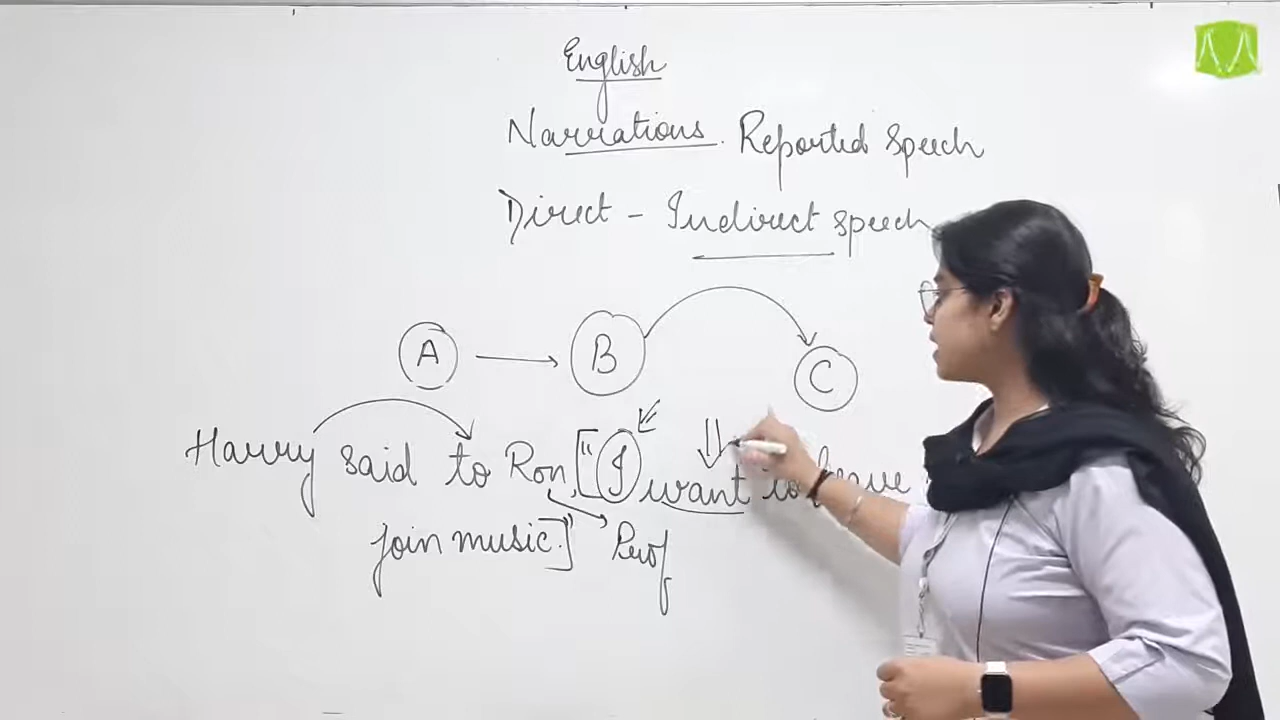 English
Narrations. Reported Speech
Direct - Indirect speech
A B C
Harry said to Ron, "I want to leave
join music." Prof